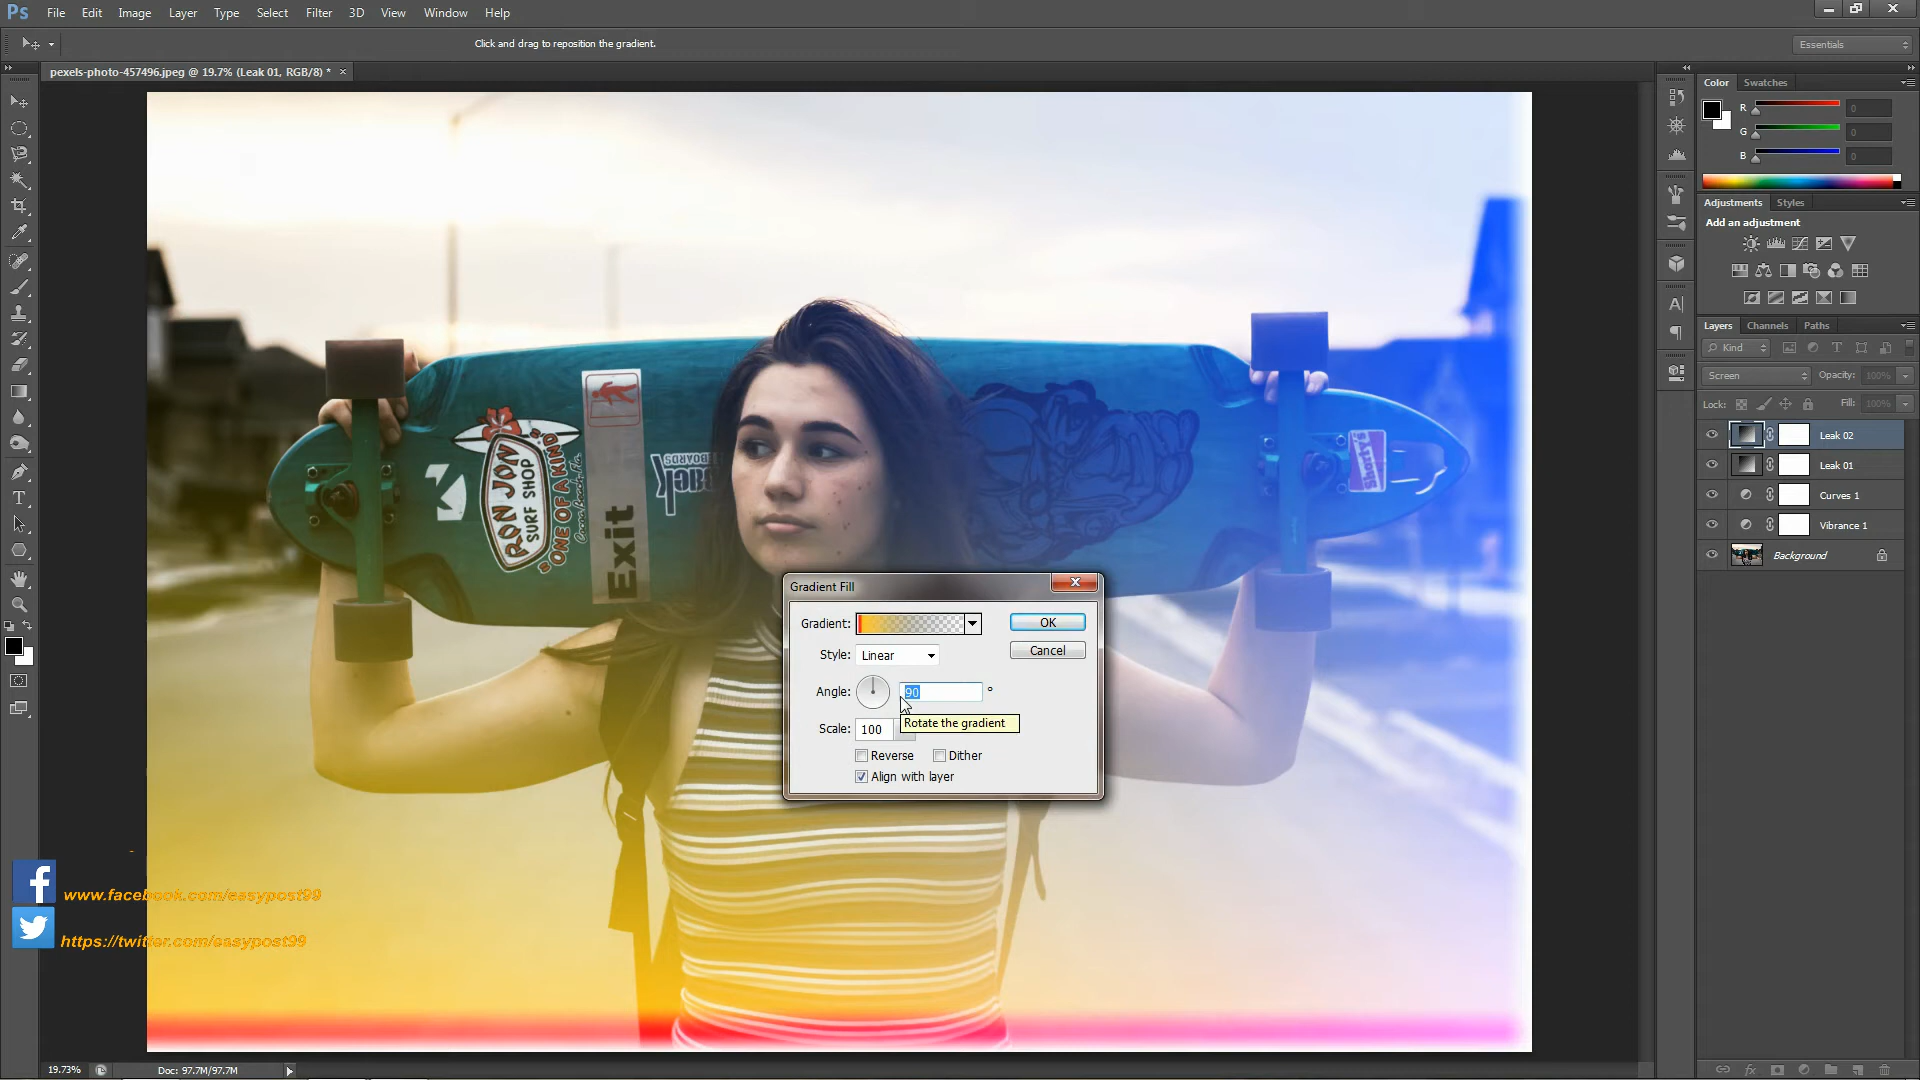 Ps File Edit Image Layer Type Select Filter 3D View Window Help
Click and drag to reposition the gradient.
Essentials
pexels-photo-457496.jpeg @ 19.7% (Leak 01, RGB/8) * ×
Color Swatches
R 0
G 0
B 0
Adjustments Styles
Add an adjustment
Layers Channels Paths
Kind
Screen Opacity: 100%
Lock: Fill: 100%
Leak 02
Leak 01
Curves 1
Vibrance 1
Background
RON JON
SURF SHOP
ONE OF A KIND
Exit
Gradient Fill
Gradient: OK
Style: Linear Cancel
Angle: 90 °
Rotate the gradient
Scale: 100
Reverse Dither
Align with layer
www.facebook.com/easypost99
https://twitter.com/easypost99
19.73% Doc: 97.7M/97.7M